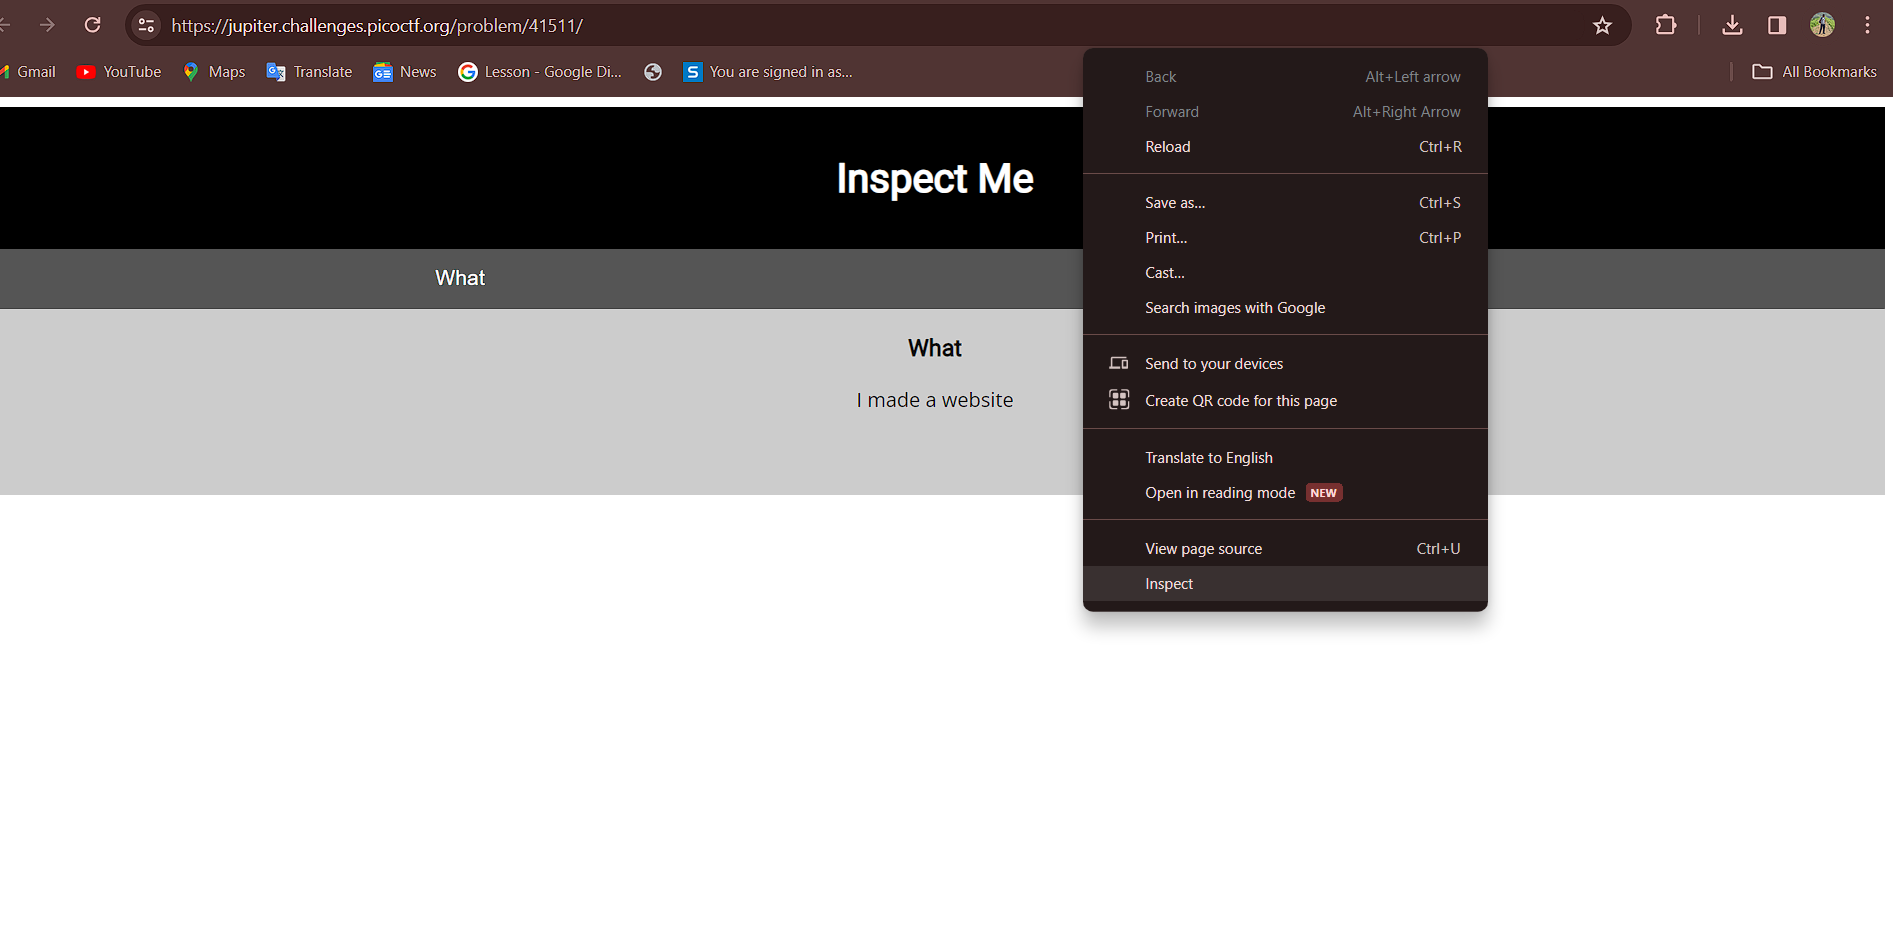 https://jupiter.challenges.picoctf.org/problem/41511/
Gmail YouTube Maps Translate News Lesson - Google Di... You are signed in as... All Bookmarks
Inspect Me
What
What
I made a website
Back Alt+Left arrow
Forward Alt+Right Arrow
Reload Ctrl+R
Save as... Ctrl+S
Print... Ctrl+P
Cast...
Search images with Google
Send to your devices
Create QR code for this page
Translate to English
Open in reading mode NEW
View page source Ctrl+U
Inspect